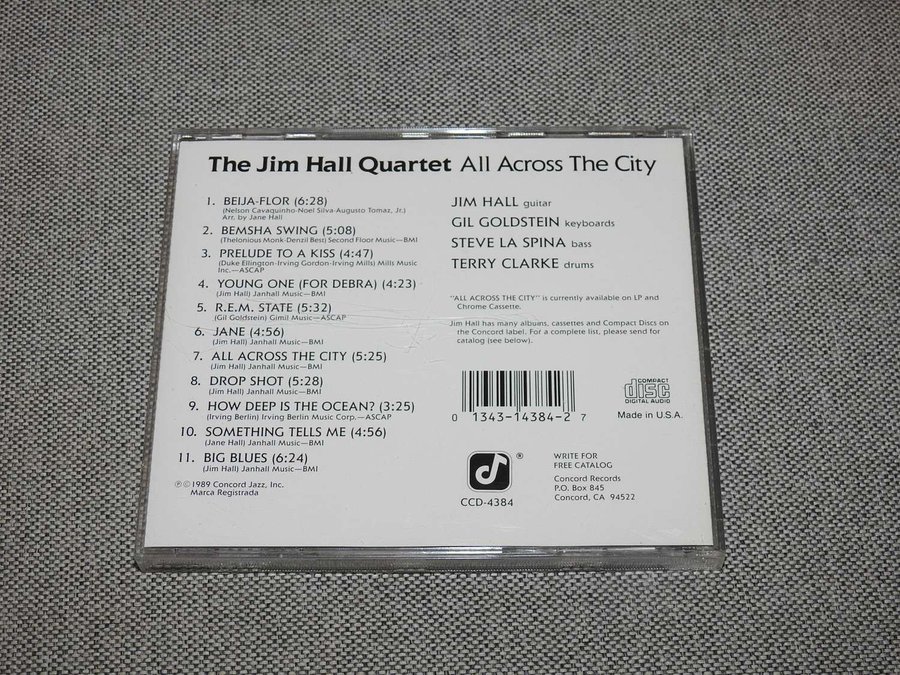 The Jim Hall Quartet All Across The City
1. BEIJA-FLOR (6:28)
(Nelson Cavaquinho-Noel Silva-Augusto Tomaz, Jr.)
Arr. by Jane Hall
2. BEMSHA SWING (5:08)
(Thelonious Monk-Denzil Best) Second Floor Music—BMI
3. PRELUDE TO A KISS (4:47)
(Duke Ellington-Irving Gordon-Irving Mills) Mills Music
Inc.—ASCAP
4. YOUNG ONE (FOR DEBRA) (4:23)
(Jim Hall) Janhall Music—BMI
5. R.E.M. STATE (5:32)
(Gil Goldstein) Gimil Music—ASCAP
6. JANE (4:56)
(Jim Hall) Janhall Music—BMI
7. ALL ACROSS THE CITY (5:25)
(Jim Hall) Janhall Music—BMI
8. DROP SHOT (5:28)
(Jim Hall) Janhall Music—BMI
9. HOW DEEP IS THE OCEAN? (3:25)
(Irving Berlin) Irving Berlin Music Corp.—ASCAP
10. SOMETHING TELLS ME (4:56)
(Jane Hall) Janhall Music—BMI
11. BIG BLUES (6:24)
(Jim Hall) Janhall Music—BMI
℗ © 1989 Concord Jazz, Inc.
Marca Registrada
JIM HALL guitar
GIL GOLDSTEIN keyboards
STEVE LA SPINA bass
TERRY CLARKE drums
"ALL ACROSS THE CITY" is currently available on LP and
Chrome Cassette.
Jim Hall has many albums, cassettes and Compact Discs on
the Concord label. For a complete list, please send for
catalog (see below).
0 1343-14384-2 7
COMPACT
disc
DIGITAL AUDIO
Made in U.S.A.
®
CCD-4384
WRITE FOR
FREE CATALOG
Concord Records
P.O. Box 845
Concord, CA 94522